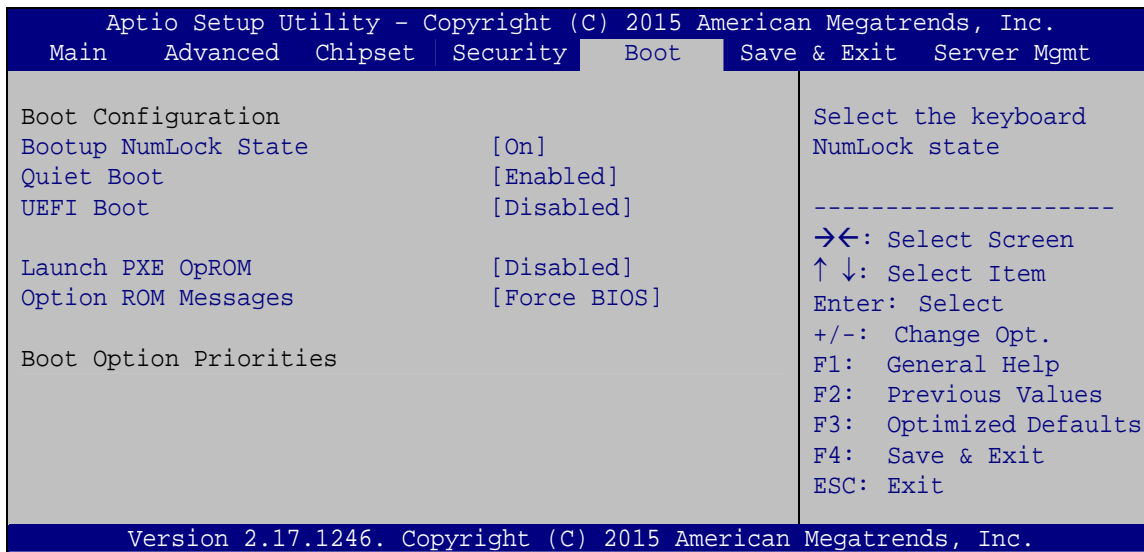 Aptio Setup Utility – Copyright (C) 2015 American Megatrends, Inc.
Main Advanced Chipset Security Boot Save & Exit Server Mgmt
Boot Configuration
Bootup NumLock State [On]
Quiet Boot [Enabled]
UEFI Boot [Disabled]
Launch PXE OpROM [Disabled]
Option ROM Messages [Force BIOS]
Boot Option Priorities
Select the keyboard
NumLock state
---------------------
→←: Select Screen
↑ ↓: Select Item
Enter: Select
+/-: Change Opt.
F1: General Help
F2: Previous Values
F3: Optimized Defaults
F4: Save & Exit
ESC: Exit
Version 2.17.1246. Copyright (C) 2015 American Megatrends, Inc.